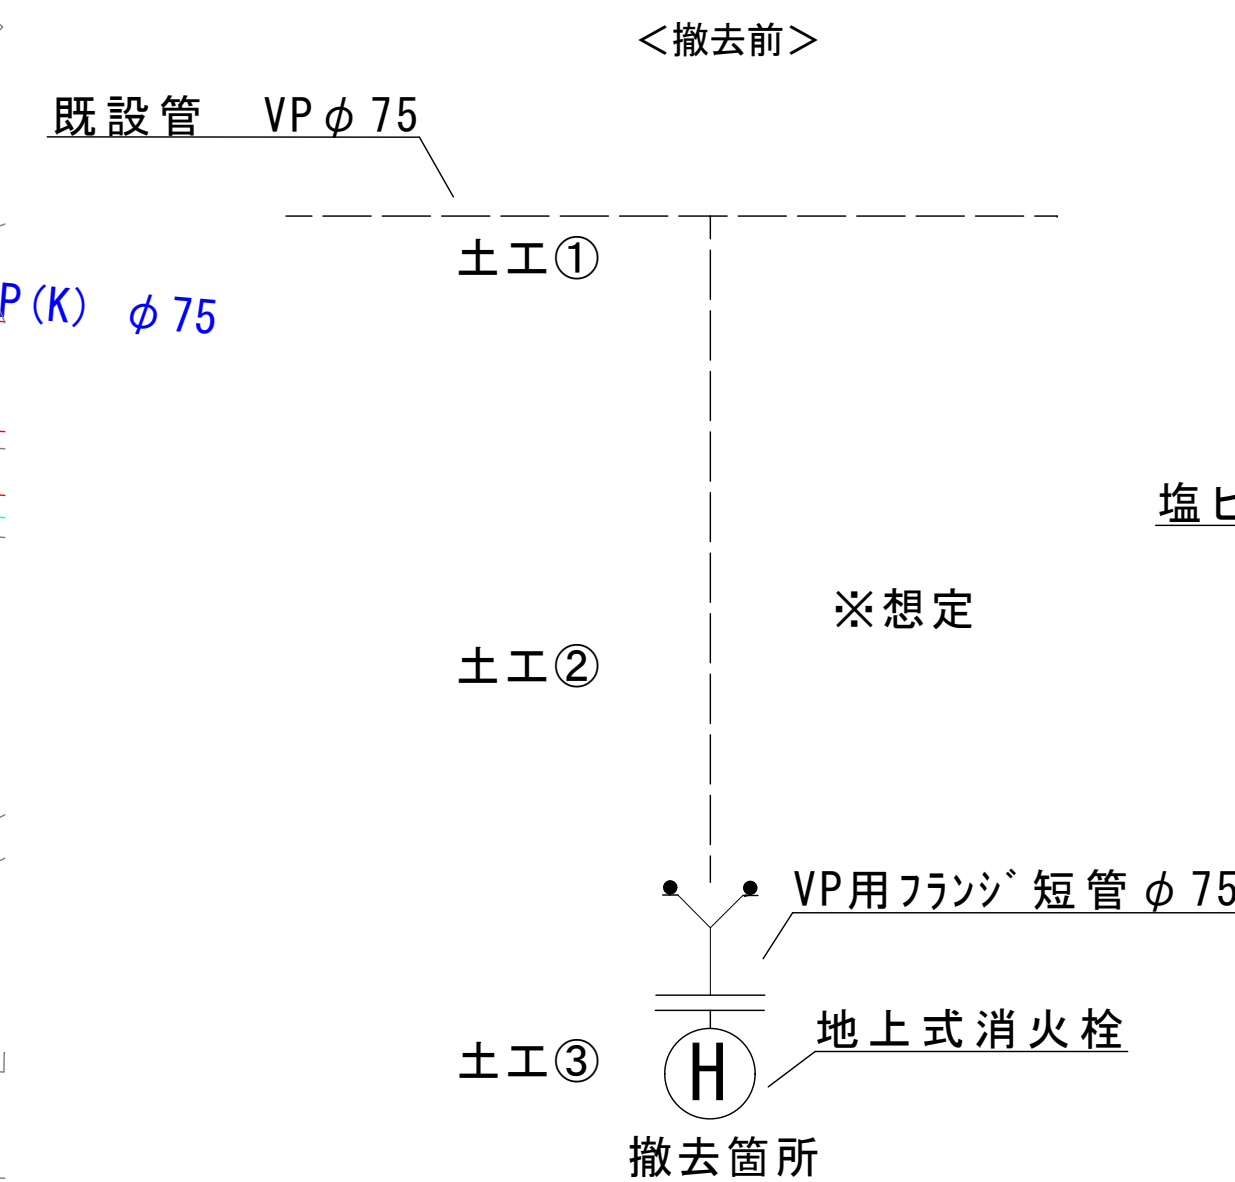 ＜撤去前＞
既設管　VPφ75
土工①
P(K) φ75
塩ビ
※想定
土工②
VP用ﾌﾗﾝｼﾞ短管φ75
地上式消火栓
土工③
H
撤去箇所